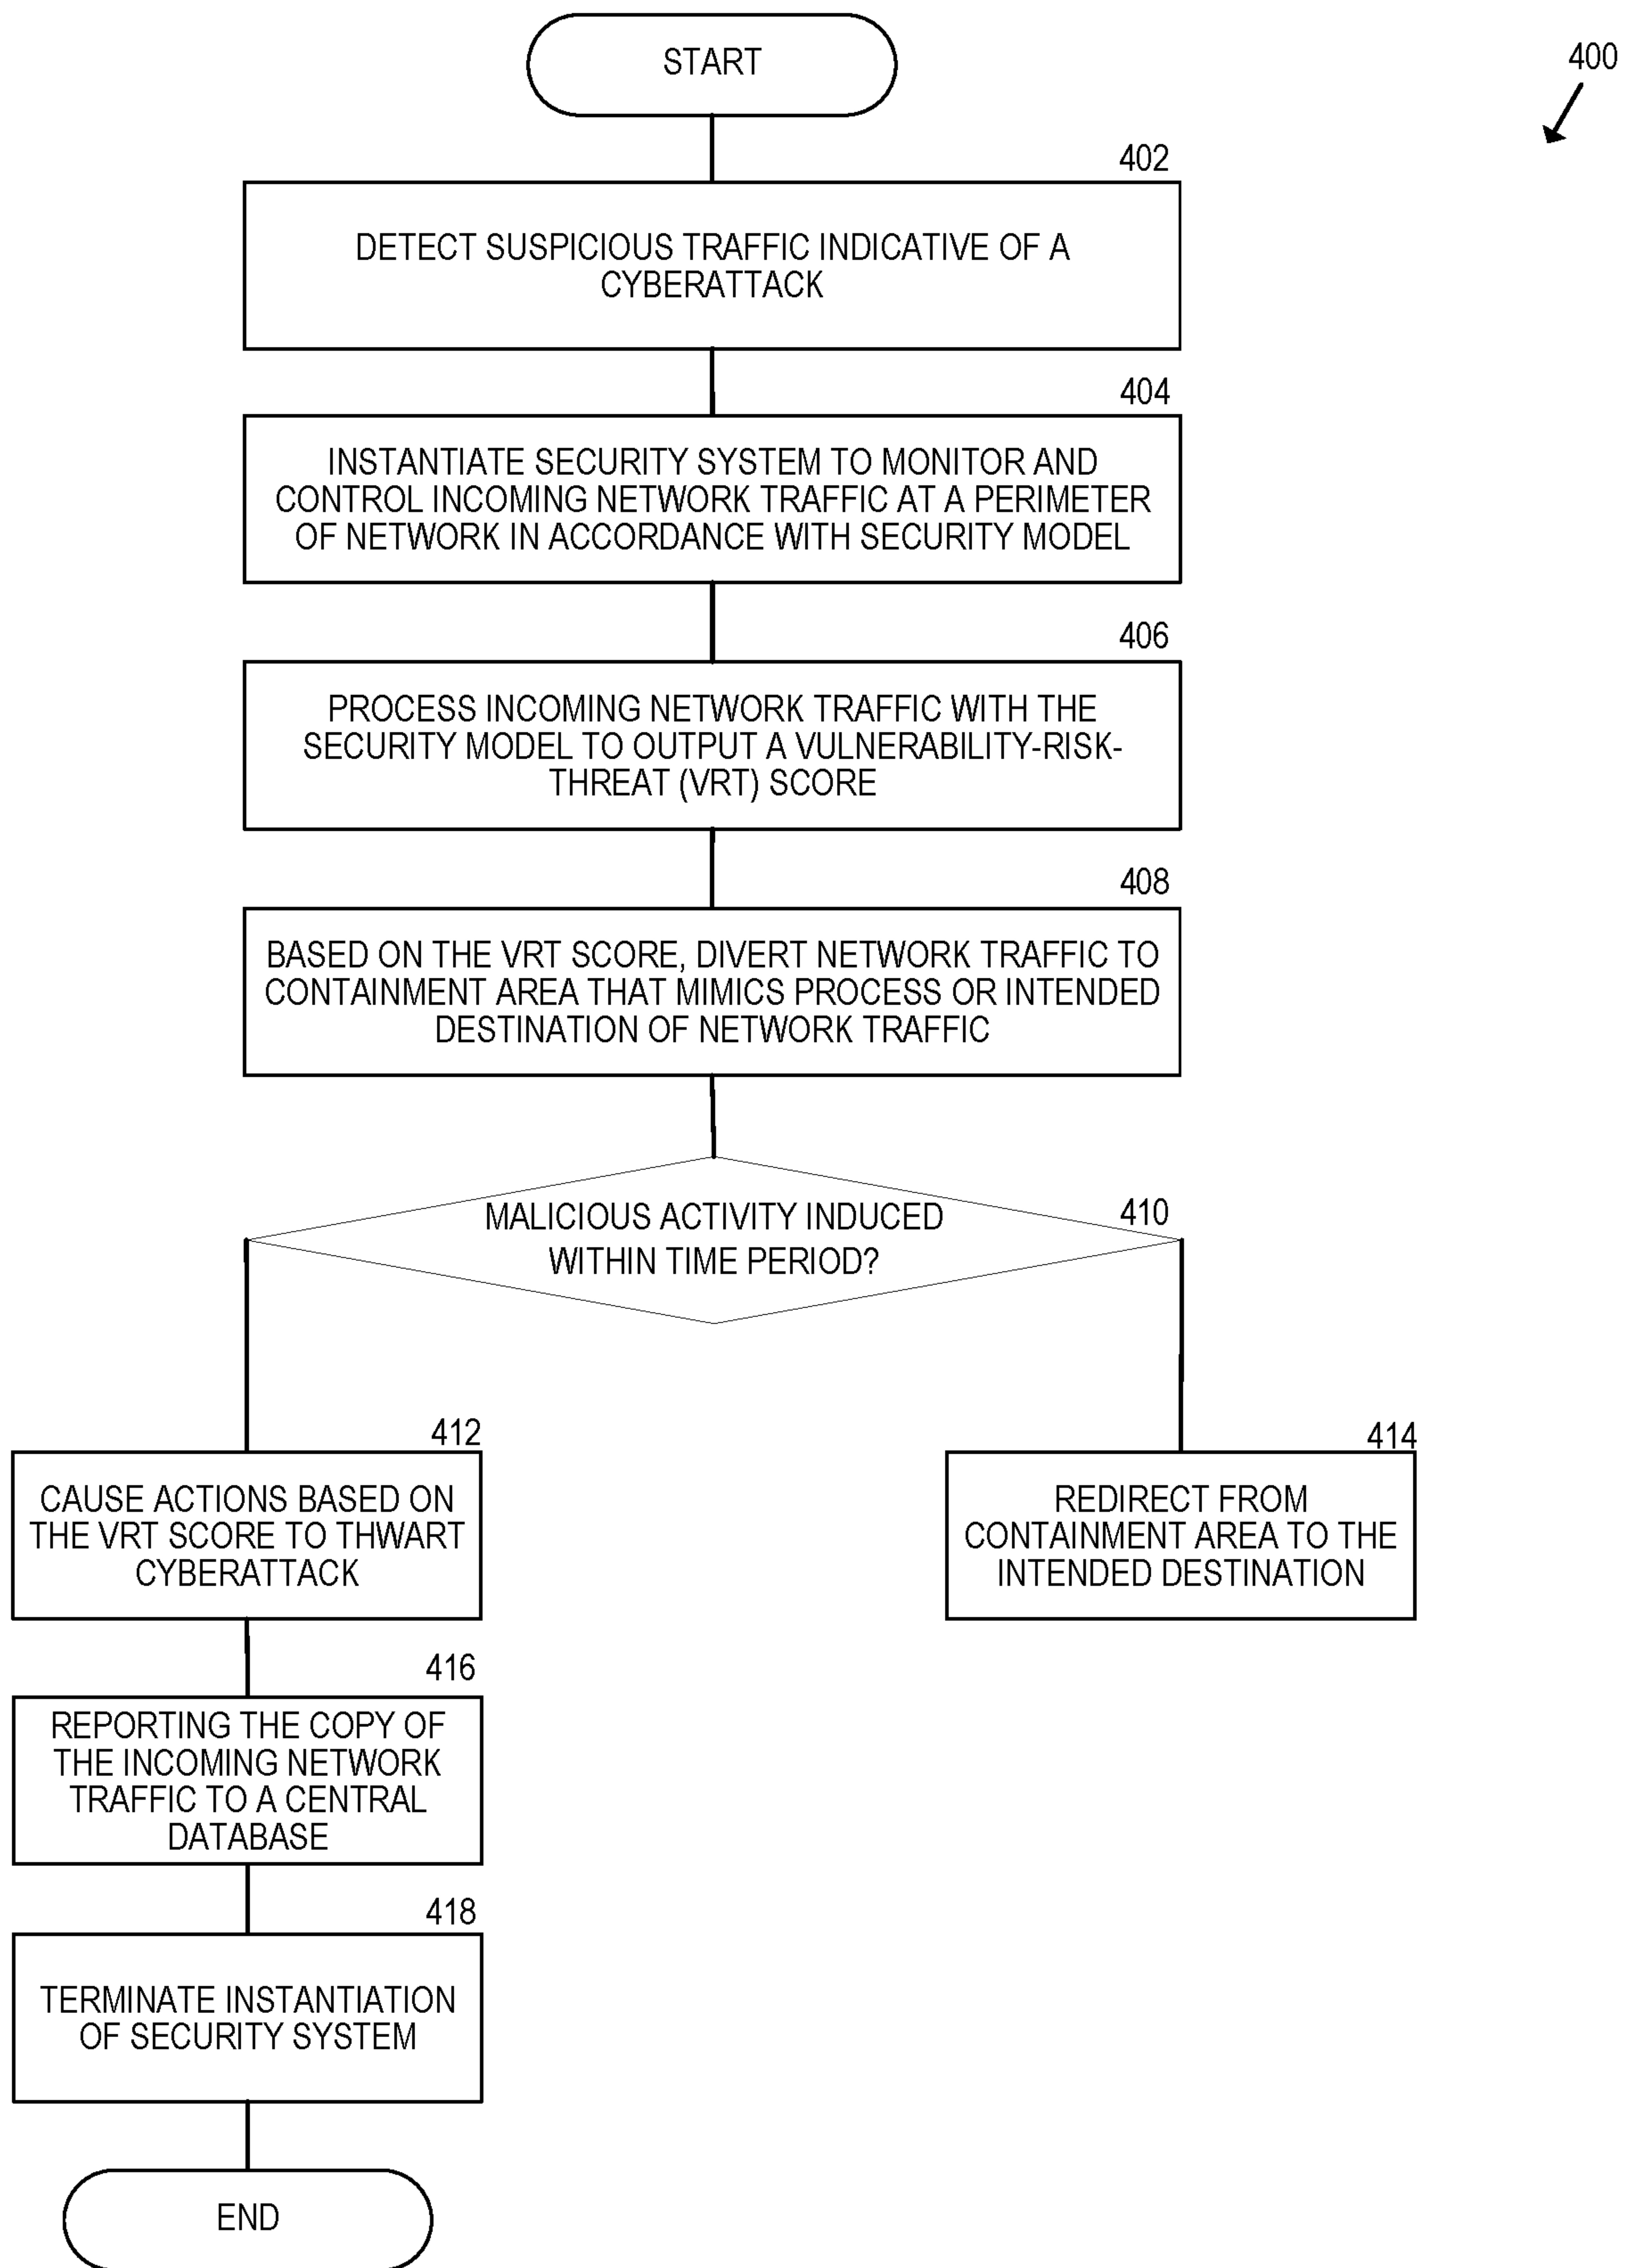 START
400
402
DETECT SUSPICIOUS TRAFFIC INDICATIVE OF A
CYBERATTACK
404
INSTANTIATE SECURITY SYSTEM TO MONITOR AND
CONTROL INCOMING NETWORK TRAFFIC AT A PERIMETER
OF NETWORK IN ACCORDANCE WITH SECURITY MODEL
406
PROCESS INCOMING NETWORK TRAFFIC WITH THE
SECURITY MODEL TO OUTPUT A VULNERABILITY-RISK-
THREAT (VRT) SCORE
408
BASED ON THE VRT SCORE, DIVERT NETWORK TRAFFIC TO
CONTAINMENT AREA THAT MIMICS PROCESS OR INTENDED
DESTINATION OF NETWORK TRAFFIC
410
MALICIOUS ACTIVITY INDUCED
WITHIN TIME PERIOD?
412
CAUSE ACTIONS BASED ON
THE VRT SCORE TO THWART
CYBERATTACK
414
REDIRECT FROM
CONTAINMENT AREA TO THE
INTENDED DESTINATION
416
REPORTING THE COPY OF
THE INCOMING NETWORK
TRAFFIC TO A CENTRAL
DATABASE
418
TERMINATE INSTANTIATION
OF SECURITY SYSTEM
END